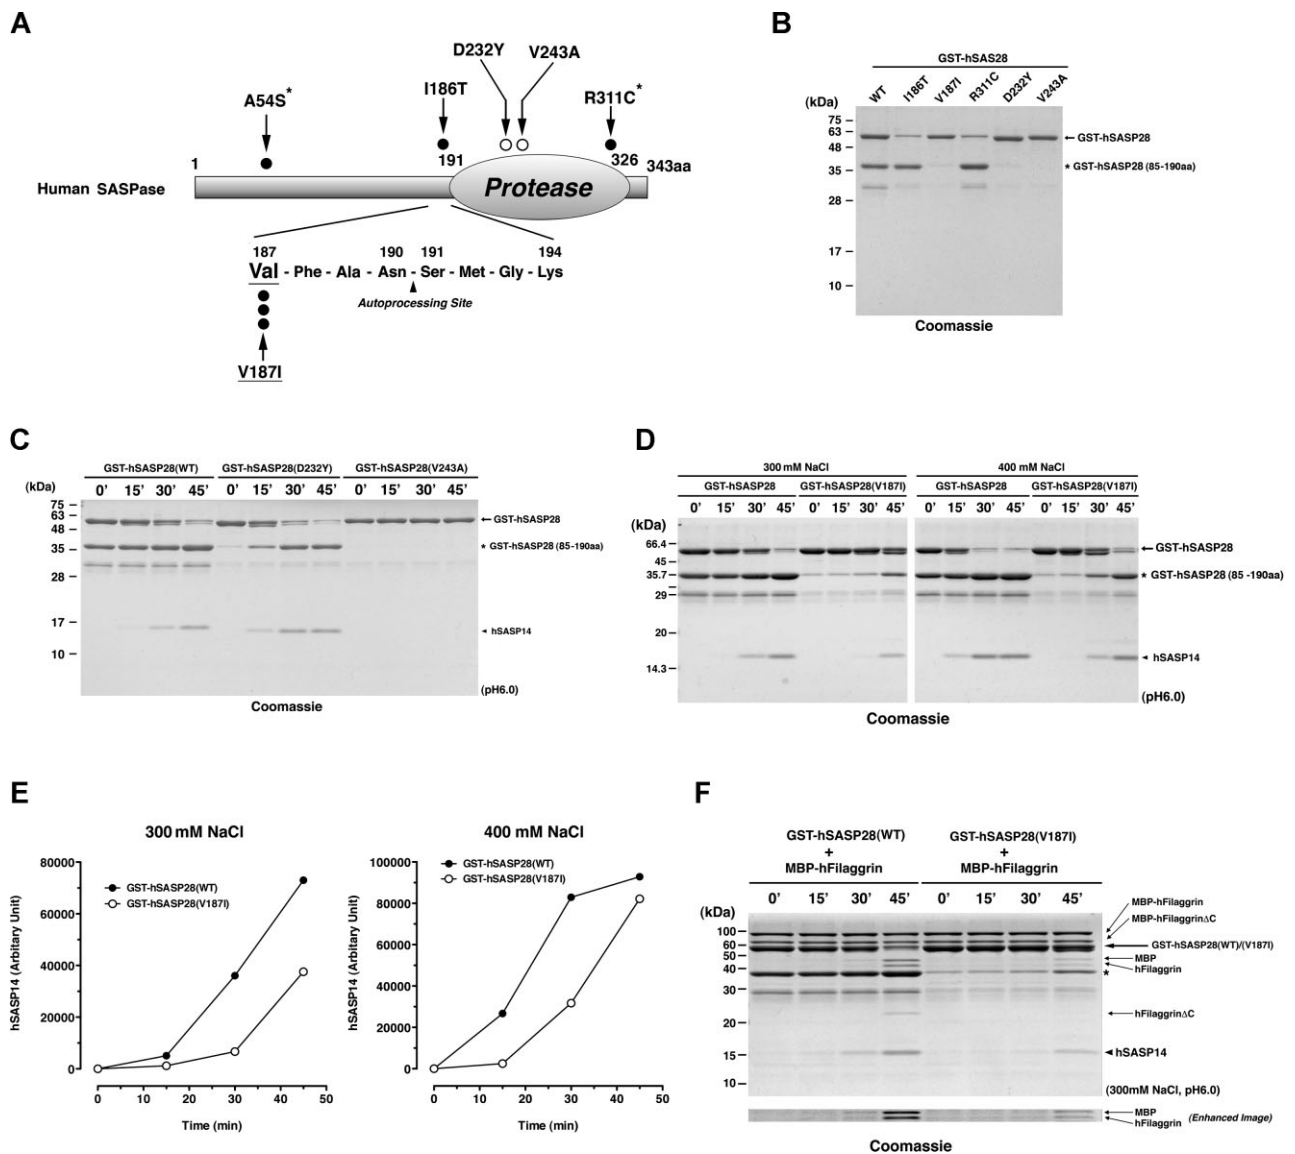 A
D232Y
V243A
I186T
A54S*
R311C*
1
191
326
343aa
Human SASPase
Protease
187
190
191
194
Val - Phe - Ala - Asn - Ser - Met - Gly - Lys
Autoprocessing Site
V187I
B
GST-hSAS28
WT
I186T
V187I
R311C
D232Y
V243A
(kDa)
75
63
48
35
28
17
10
GST-hSASP28
* GST-hSASP28 (85-190aa)
Coomassie
C
GST-hSASP28(WT) GST-hSASP28(D232Y) GST-hSASP28(V243A)
(kDa)
0’ 15’ 30’ 45’ 0’ 15’ 30’ 45’ 0’ 15’ 30’ 45’
75
63
48
35
28
17
10
GST-hSASP28
* GST-hSASP28 (85-190aa)
hSASP14
(pH6.0)
Coomassie
D
300 mM NaCl 400 mM NaCl
GST-hSASP28 GST-hSASP28(V187I) GST-hSASP28 GST-hSASP28(V187I)
0’ 15’ 30’ 45’ 0’ 15’ 30’ 45’ 0’ 15’ 30’ 45’ 0’ 15’ 30’ 45’
(kDa)
66.4
45
35.7
29
20
14.3
GST-hSASP28
* GST-hSASP28 (85 -190aa)
hSASP14
(pH6.0)
Coomassie
E
300 mM NaCl
GST-hSASP28(WT)
GST-hSASP28(V187I)
hSASP14 (Arbitary Unit)
80000
60000
40000
20000
0
0 10 20 30 40 50
Time (min)
400 mM NaCl
GST-hSASP28(WT)
GST-hSASP28(V187I)
hSASP14 (Arbitary Unit)
100000
80000
60000
40000
20000
0
0 10 20 30 40 50
Time (min)
F
GST-hSASP28(WT) GST-hSASP28(V187I)
+ +
MBP-hFilaggrin MBP-hFilaggrin
0’ 15’ 30’ 45’ 0’ 15’ 30’ 45’
(kDa)
100
60
50
40
30
20
15
10
MBP-hFilaggrin
MBP-hFilaggrinΔC
GST-hSASP28(WT)/(V187I)
MBP
hFilaggrin
*
hFilaggrinΔC
hSASP14
(300mM NaCl, pH6.0)
MBP
hFilaggrin
(Enhanced Image)
Coomassie